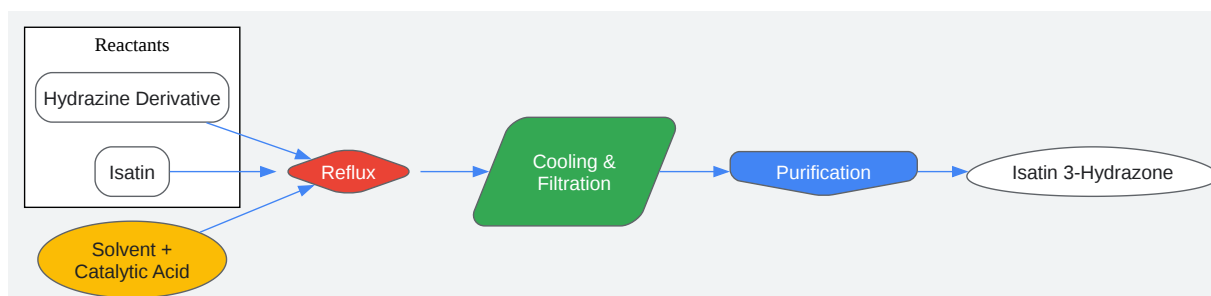 Reactants
Hydrazine Derivative
Isatin
Solvent +
Catalytic Acid
Reflux
Cooling &
Filtration
Purification
Isatin 3-Hydrazone